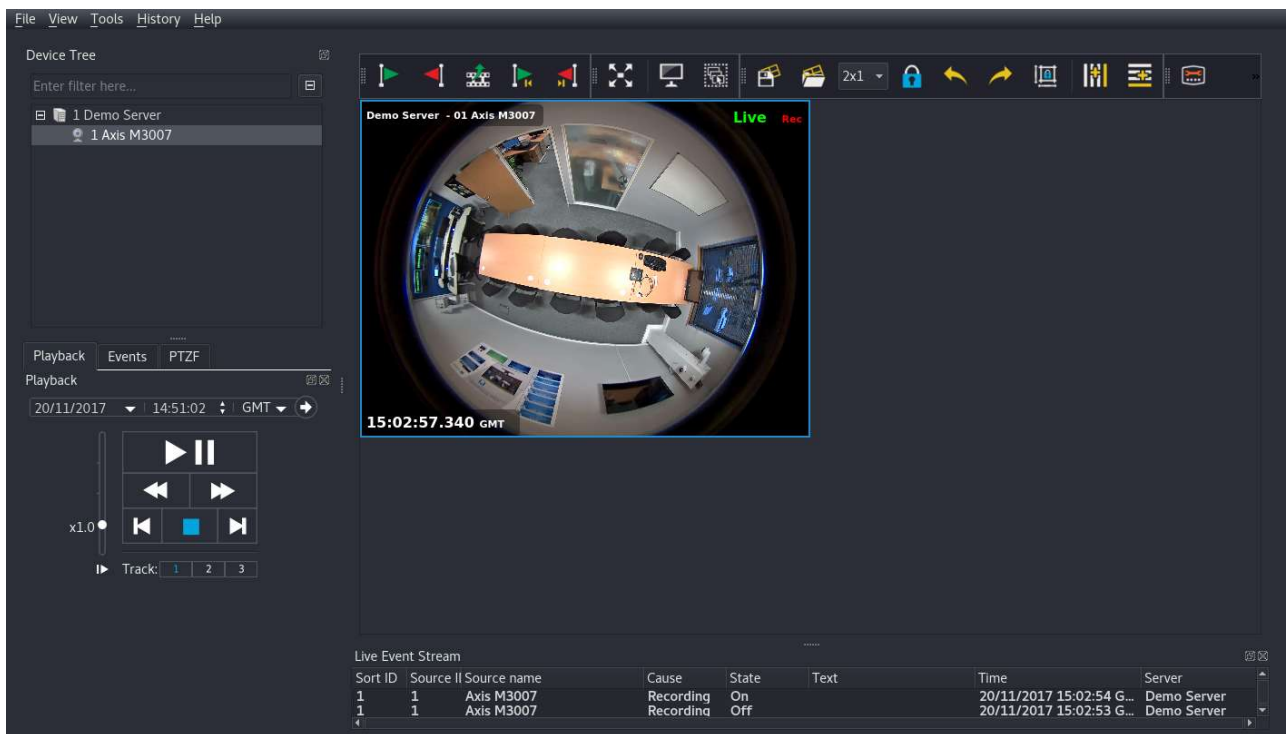 File View Tools History Help
Device Tree
Enter filter here...
1 Demo Server
1 Axis M3007
2x1
Demo Server - 01 Axis M3007
Live Rec
15:02:57.340 GMT
Playback Events PTZF
Playback
20/11/2017 14:51:02 GMT
x1.0
Track: 1 2 3
Live Event Stream
Sort ID Source II Source name Cause State Text Time Server
1 1 Axis M3007 Recording On 20/11/2017 15:02:54 G... Demo Server
1 1 Axis M3007 Recording Off 20/11/2017 15:02:53 G... Demo Server